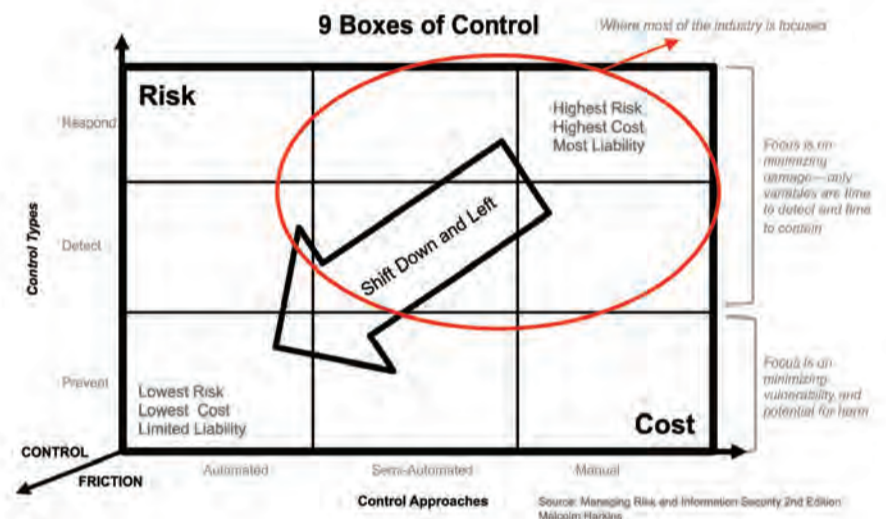 9 Boxes of Control
Where most of the industry is focused
Risk
Highest Risk
Highest Cost
Most Liability
Respond
Detect
Prevent
Control Types
Shift Down and Left
Focus is on
minimizing
damage—only
variables are time
to detect and time
to contain
Focus is on
minimizing
vulnerability and
potential for harm
Lowest Risk
Lowest Cost
Limited Liability
Cost
CONTROL
FRICTION
Automated
Semi-Automated
Manual
Control Approaches
Source: Managing Risk and Information Security 2nd Edition
Malcolm Harkins